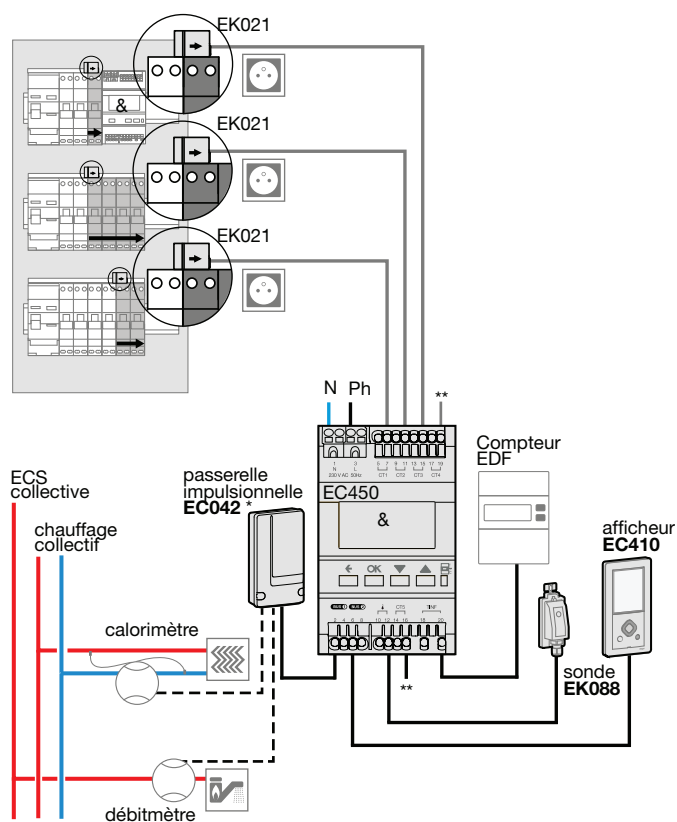 EK021
&
EK021
EK021
N Ph **
1 3 5 7 9 11 13 15 17 19
N L CT1 CT2 CT3 CT4
230 V AC 50Hz
EC450
&
OK
CT5 TINF
2 4 6 8 10 12 14 16 18 20
**
Compteur
EDF
afficheur
EC410
sonde
EK088
passerelle
impulsionnelle
EC042 *
ECS
collective
chauffage
collectif
calorimètre
débitmètre